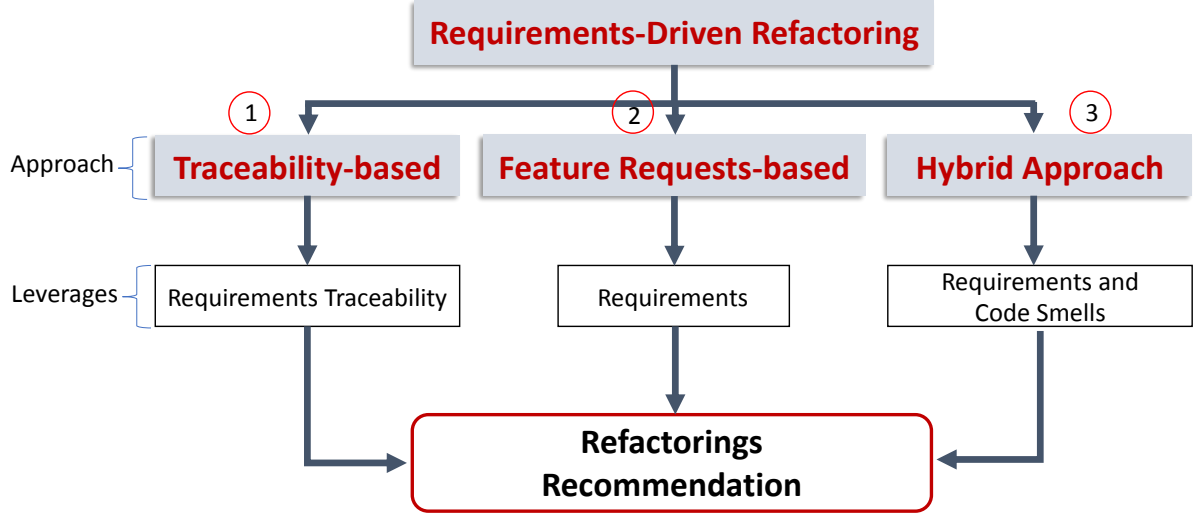 Requirements-Driven Refactoring
1
2
3
Approach
Traceability-based
Feature Requests-based
Hybrid Approach
Leverages
Requirements Traceability
Requirements
Requirements and
Code Smells
Refactorings
Recommendation